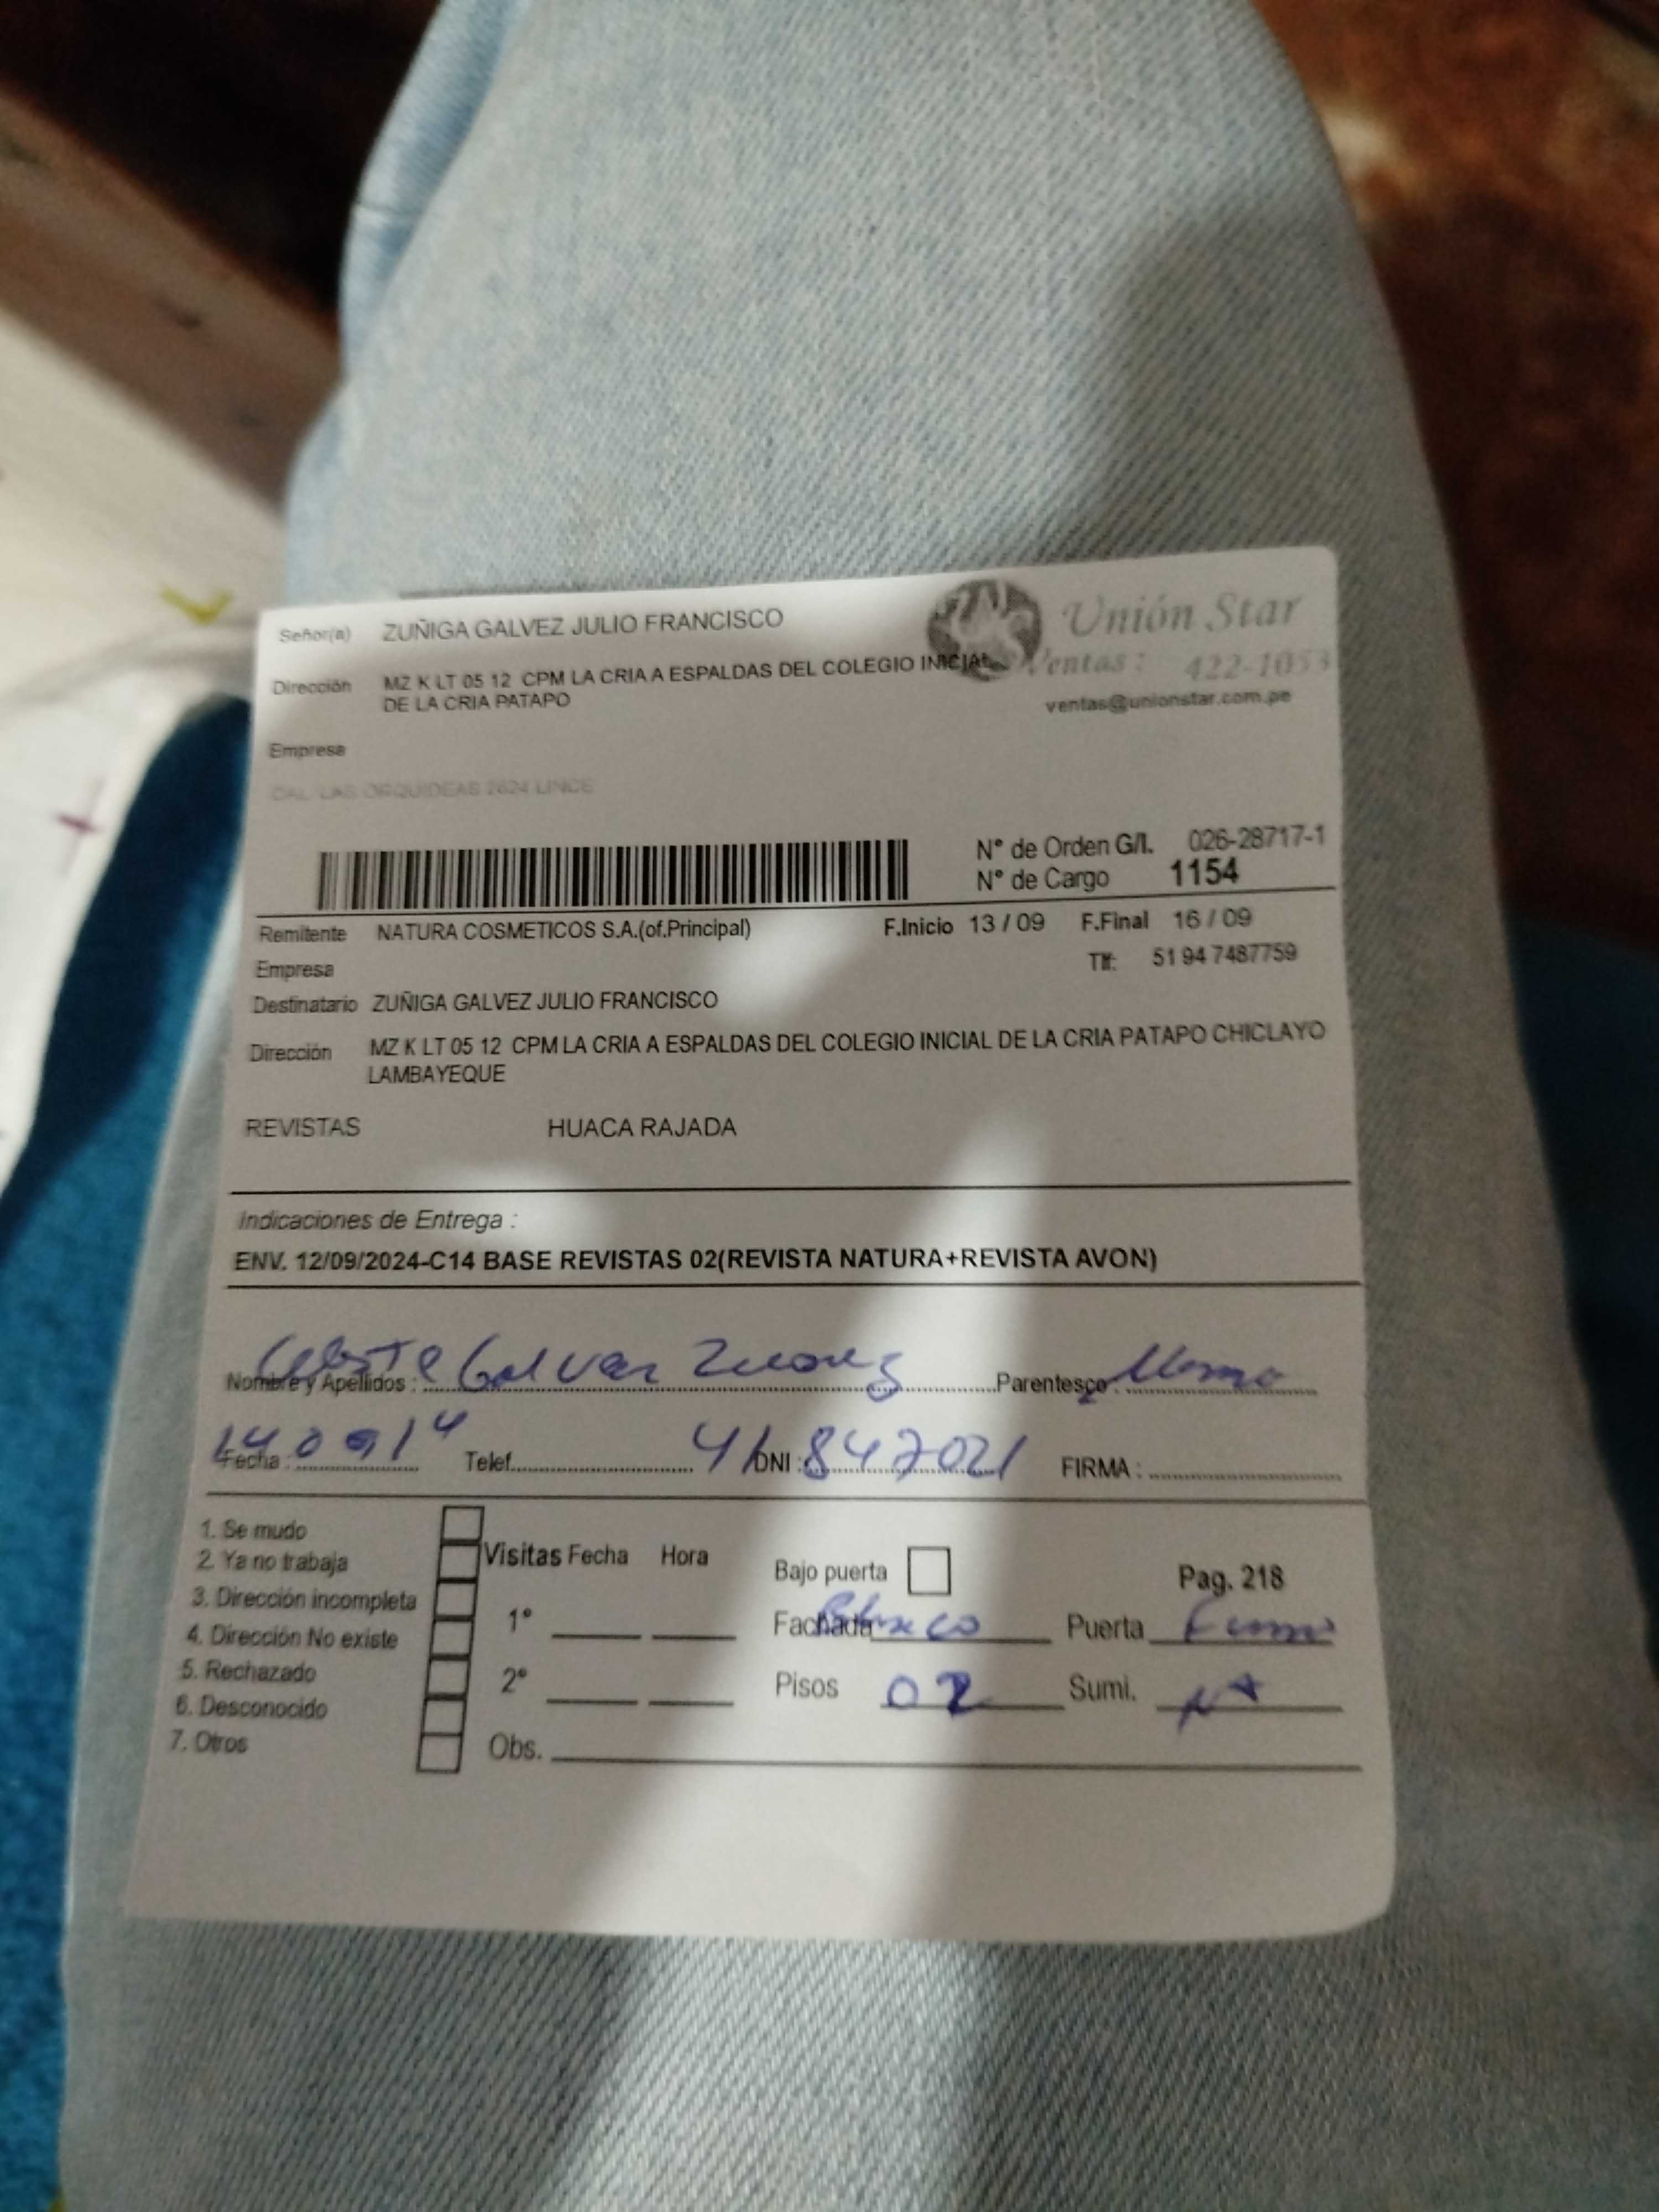 Señor(a) ZUÑIGA GALVEZ JULIO FRANCISCO
Unión Star
Dirección MZ K LT 05 12 CPM LA CRIA A ESPALDAS DEL COLEGIO INICIAL
Ventas: 422-1053
DE LA CRIA PATAPO
ventas@unionstar.com.pe
Empresa
CAL. LAS ORQUIDEAS 2624 LINCE
N° de Orden G/I. 026-28717-1
N° de Cargo 1154
Remitente NATURA COSMETICOS S.A.(of.Principal) F.Inicio 13 / 09 F.Final 16 / 09
Empresa Tlf: 51 94 7487759
Destinatario ZUÑIGA GALVEZ JULIO FRANCISCO
Dirección MZ K LT 05 12 CPM LA CRIA A ESPALDAS DEL COLEGIO INICIAL DE LA CRIA PATAPO CHICLAYO
LAMBAYEQUE
REVISTAS HUACA RAJADA
Indicaciones de Entrega :
ENV. 12/09/2024-C14 BASE REVISTAS 02(REVISTA NATURA+REVISTA AVON)
Nombre y Apellidos : Parentesco :
Fecha : Telef. DNI : 41847021 FIRMA :
1. Se mudo
2. Ya no trabaja
3. Dirección incompleta
4. Dirección No existe
5. Rechazado
6. Desconocido
7. Otros
Visitas Fecha Hora
1°
2°
Obs.
Bajo puerta Pag. 218
Fachada Blanco Puerta
Pisos 02 Sumi.